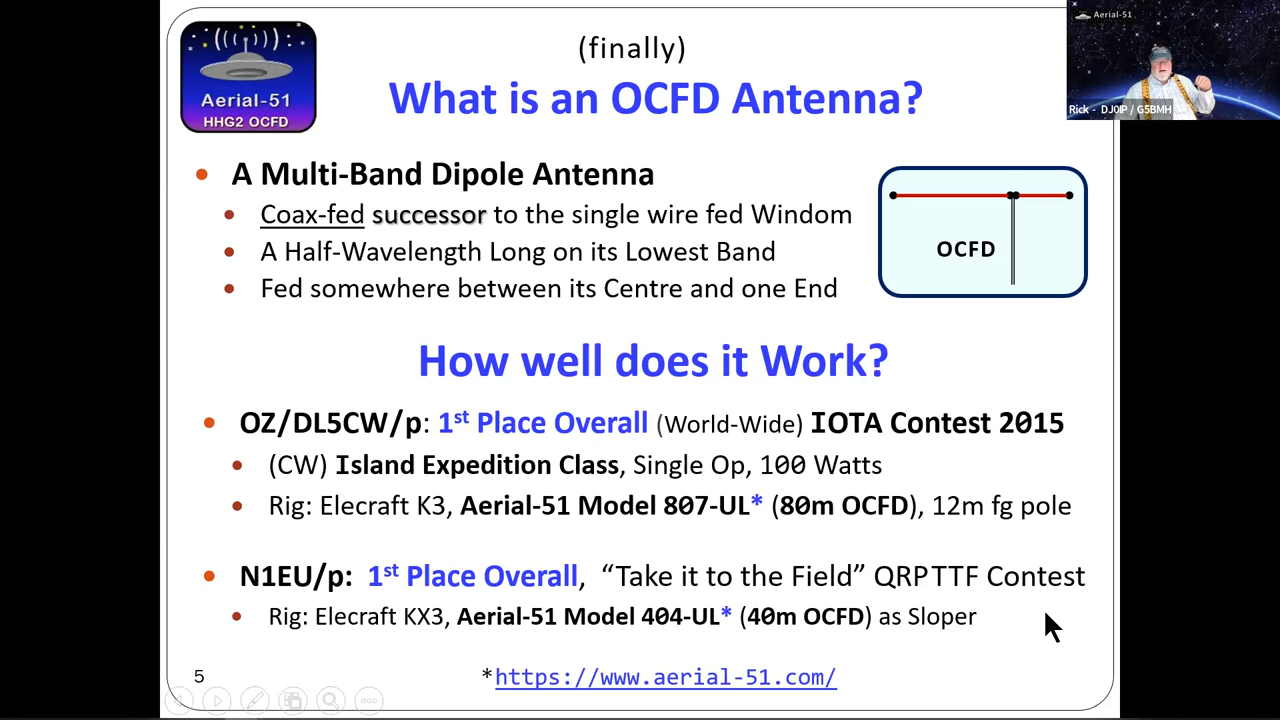 (finally)
What is an OCFD Antenna?
Aerial-51
HHG2 OCFD
Aerial-51
Rick - DJ0IP / G5BMH
• A Multi-Band Dipole Antenna
• Coax-fed successor to the single wire fed Windom
• A Half-Wavelength Long on its Lowest Band
• Fed somewhere between its Centre and one End
OCFD
How well does it Work?
• OZ/DL5CW/p: 1st Place Overall (World-Wide) IOTA Contest 2015
• (CW) Island Expedition Class, Single Op, 100 Watts
• Rig: Elecraft K3, Aerial-51 Model 807-UL* (80m OCFD), 12m fg pole
• N1EU/p: 1st Place Overall, “Take it to the Field” QRPTTF Contest
• Rig: Elecraft KX3, Aerial-51 Model 404-UL* (40m OCFD) as Sloper
5
*https://www.aerial-51.com/